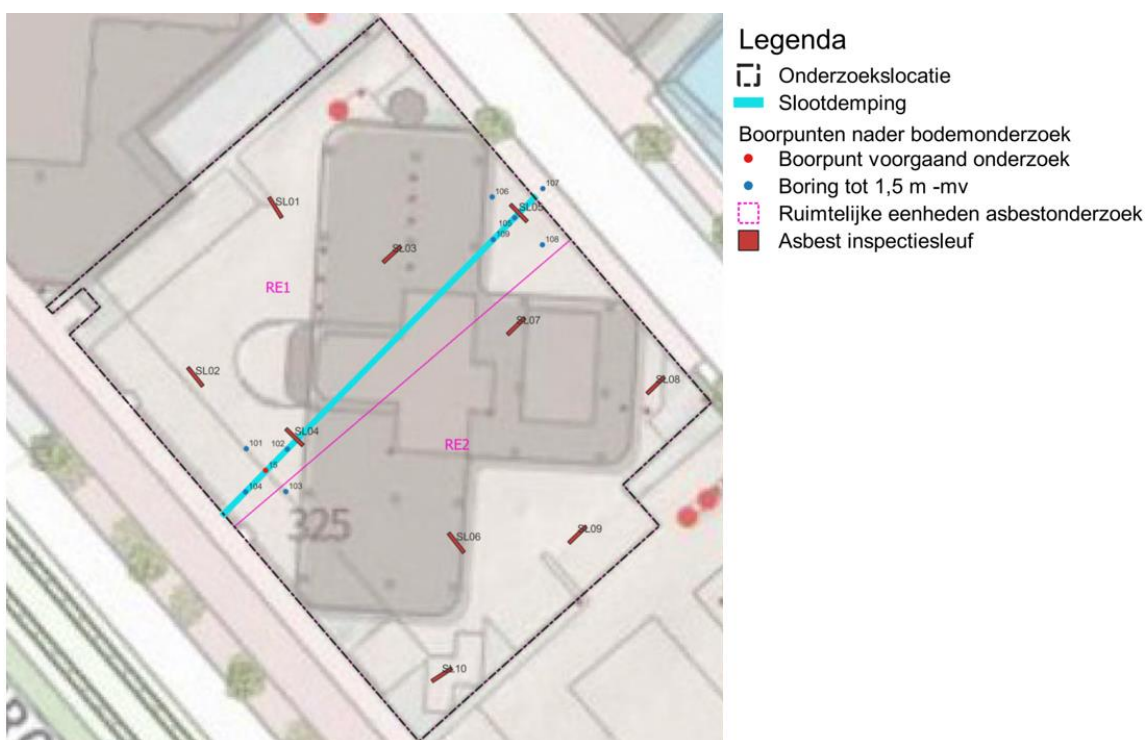 Legenda
Onderzoekslocatie
Slootdemping
Boorpunten nader bodemonderzoek
Boorpunt voorgaand onderzoek
Boring tot 1,5 m -mv
Ruimtelijke eenheden asbestonderzoek
Asbest inspectiesleuf
107
106
SL01
SL05
105
109
108
SL03
RE1
SL07
SL02
SL08
SL04
101
102
RE2
15
104
103
325
SL06
SL09
SL10